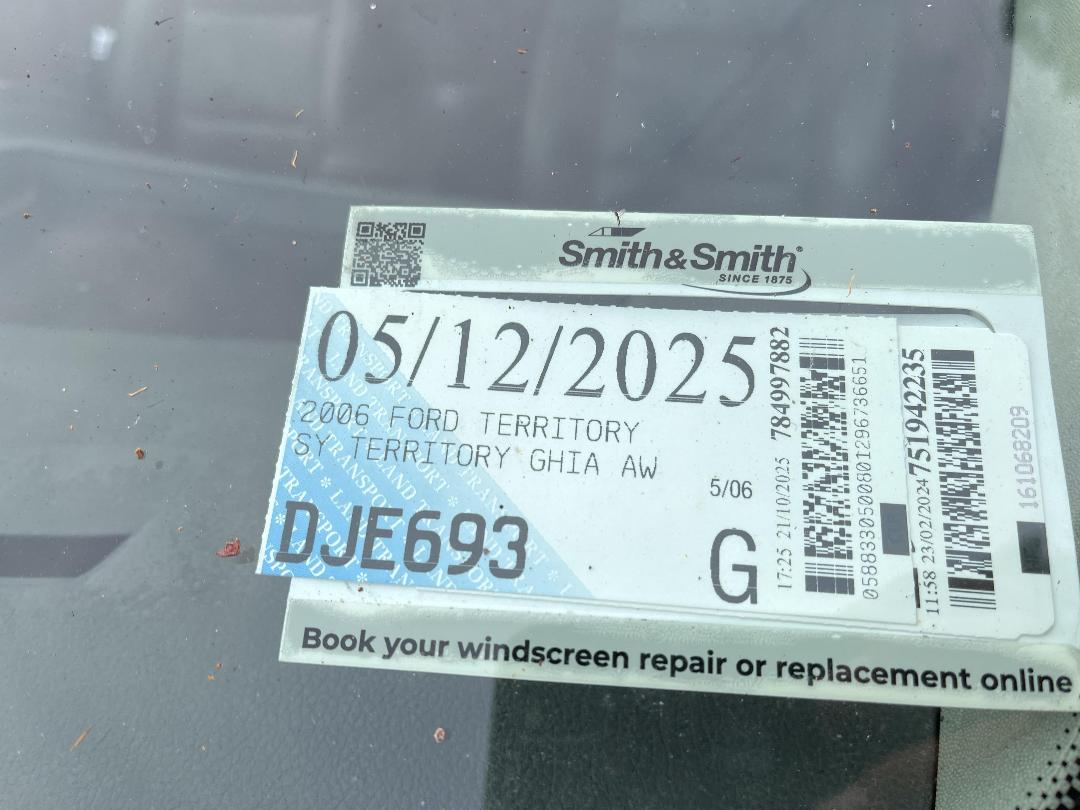 Smith&Smith®
SINCE 1875
05/12/2025
2006 FORD TERRITORY
SY TERRITORY GHIA AW
5/06
DJE693
G
17:25 21/10/2025 784997882
0588330500801296736651
11:58 23/02/2024 751942235
161068209
Book your windscreen repair or replacement online